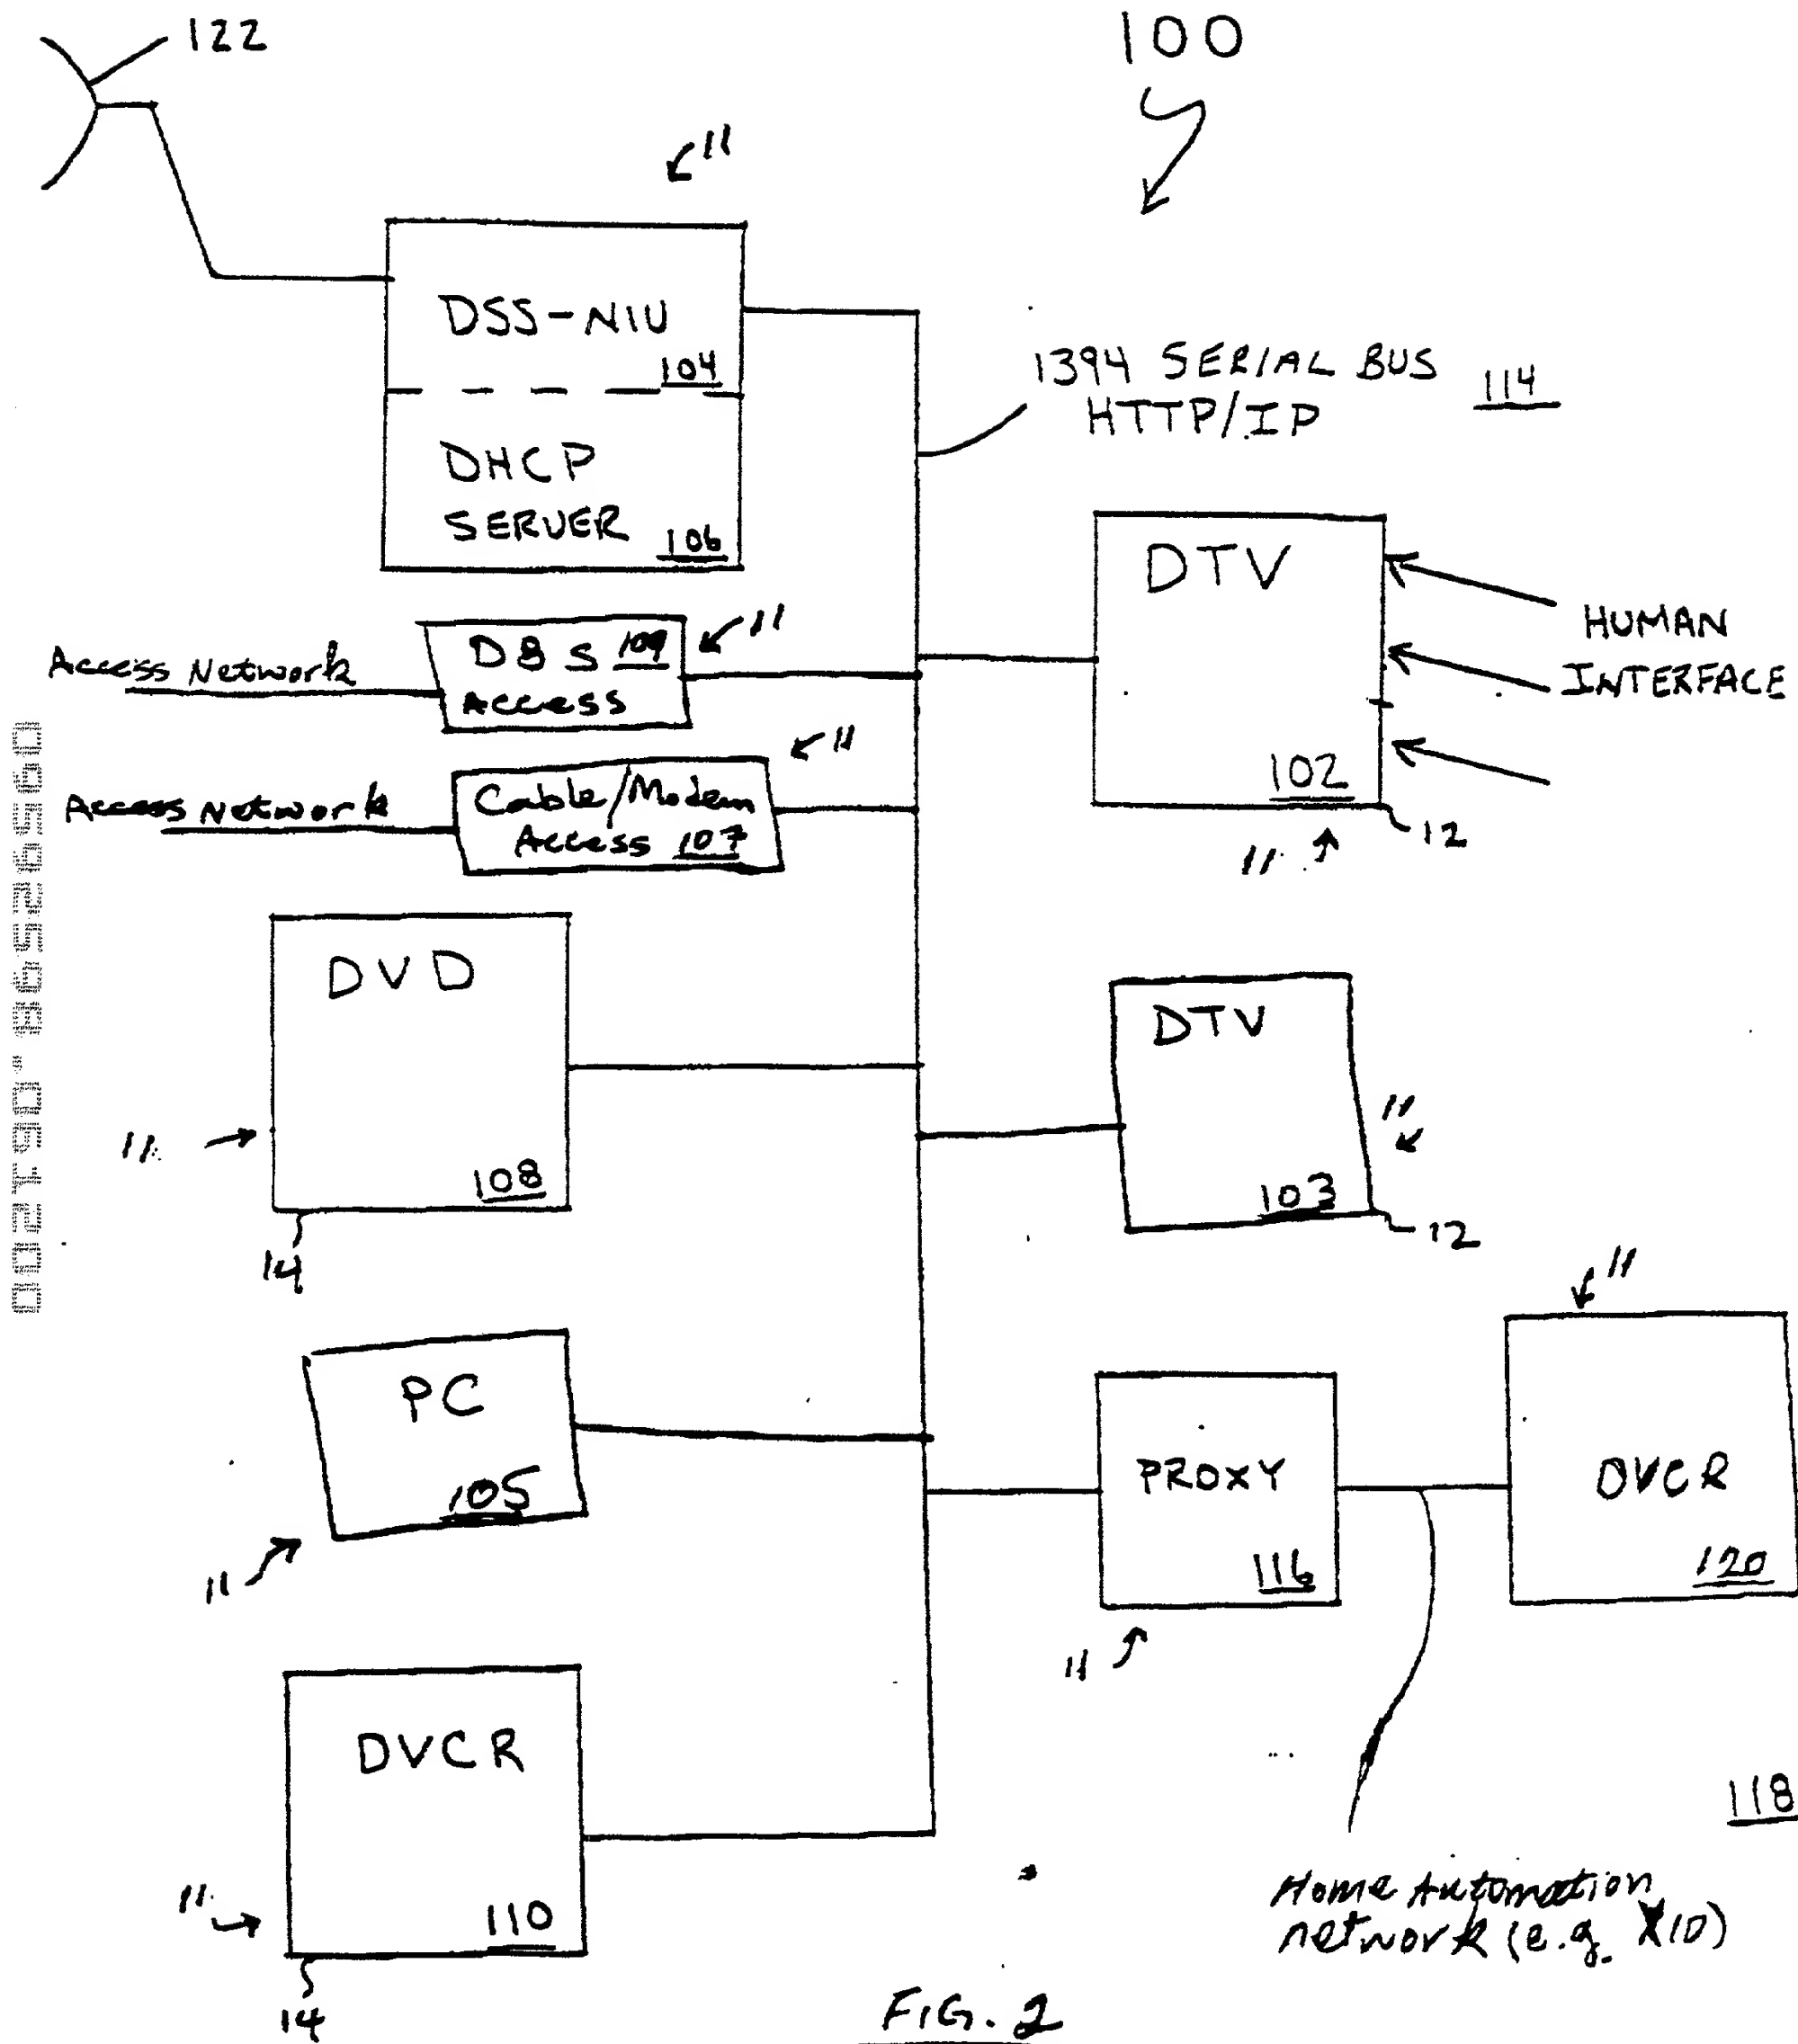 122
100
11
DSS-NIU
104
1394 SERIAL BUS
HTTP/IP
114
DHCP
SERVER
106
DTV
HUMAN
INTERFACE
102
12
11
Access Network
DBS 109
Access
11
Access Network
Cable/Modem
Access 107
11
DVD
108
11
14
DTV
103
11
12
PC
105
11
PROXY
116
11
DVCR
120
11
DVCR
110
11
14
118
Home Automation
network (e.g. X10)
FIG. 2